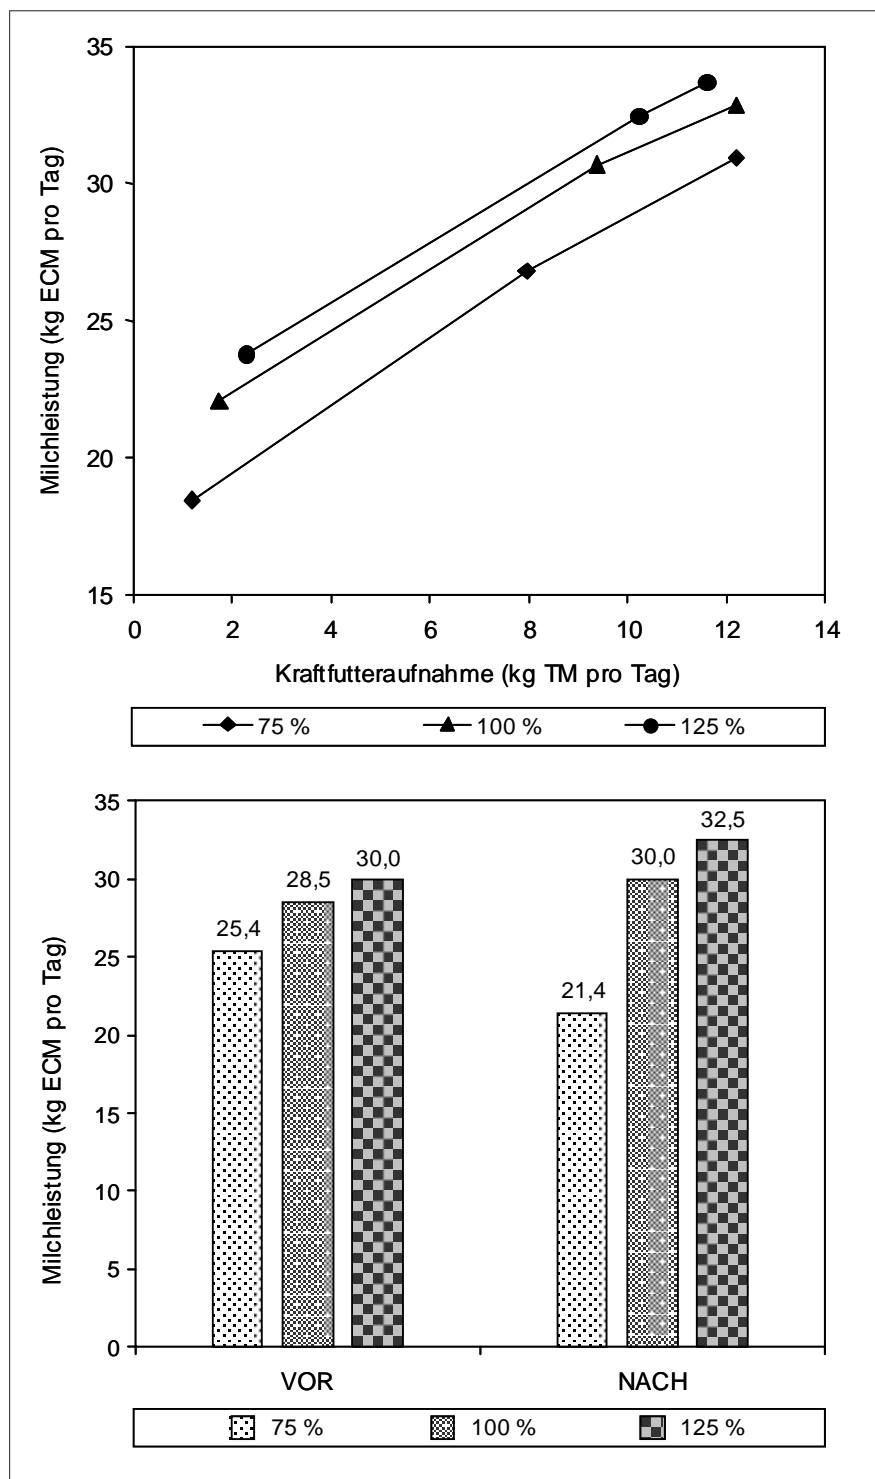 35
30
25
20
15
Milchleistung (kg ECM pro Tag)
0 2 4 6 8 10 12 14
Kraftfutteraufnahme (kg TM pro Tag)
75 % 100 % 125 %
35
30
25
20
15
10
5
0
Milchleistung (kg ECM pro Tag)
25,4 28,5 30,0 21,4 30,0 32,5
VOR NACH
75 % 100 % 125 %